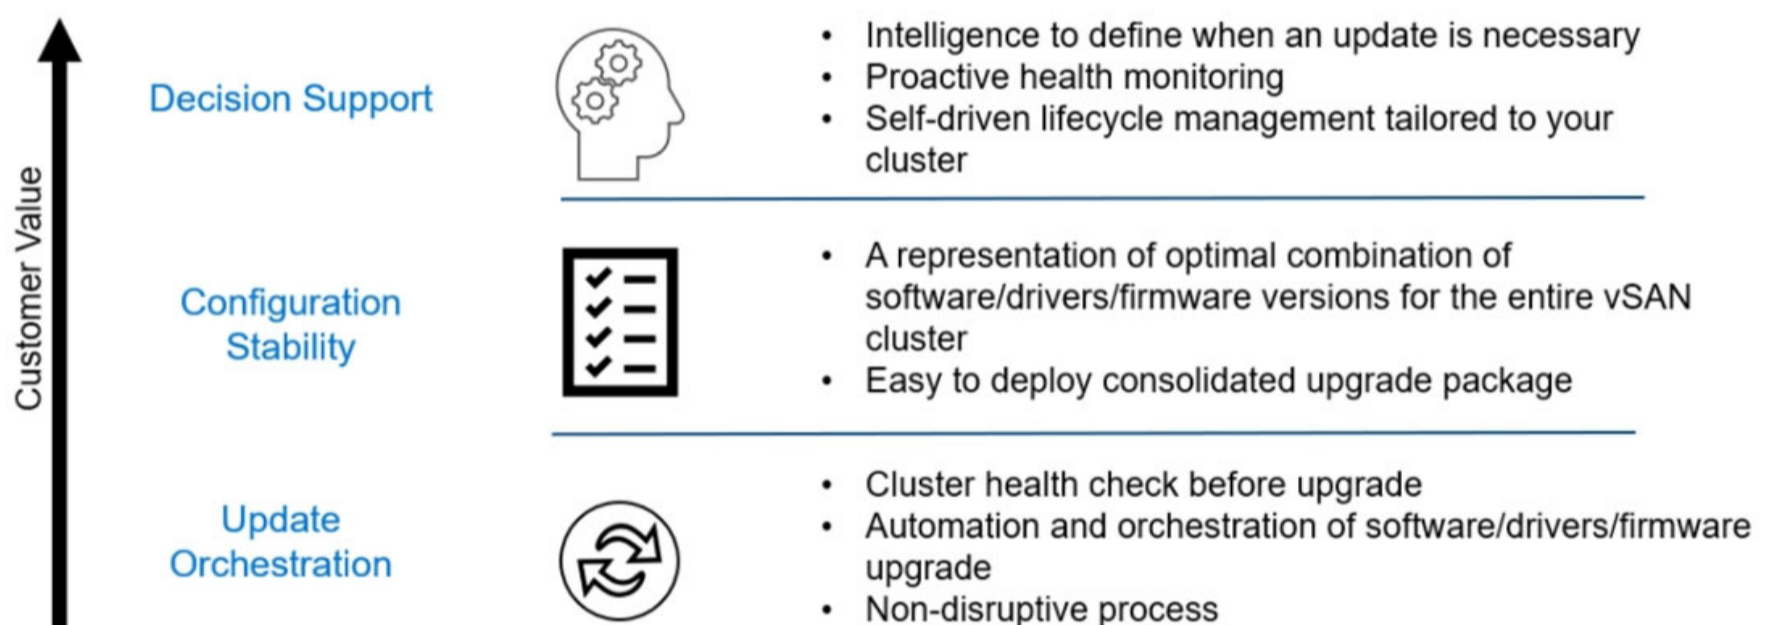 Customer Value
Decision Support
• Intelligence to define when an update is necessary
• Proactive health monitoring
• Self-driven lifecycle management tailored to your
cluster
Configuration
Stability
• A representation of optimal combination of
software/drivers/firmware versions for the entire vSAN
cluster
• Easy to deploy consolidated upgrade package
Update
Orchestration
• Cluster health check before upgrade
• Automation and orchestration of software/drivers/firmware
upgrade
• Non-disruptive process